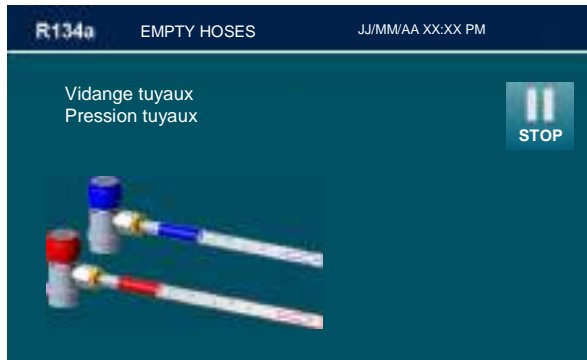 R134a EMPTY HOSES JJ/MM/AA XX:XX PM
Vidange tuyaux
Pression tuyaux
STOP